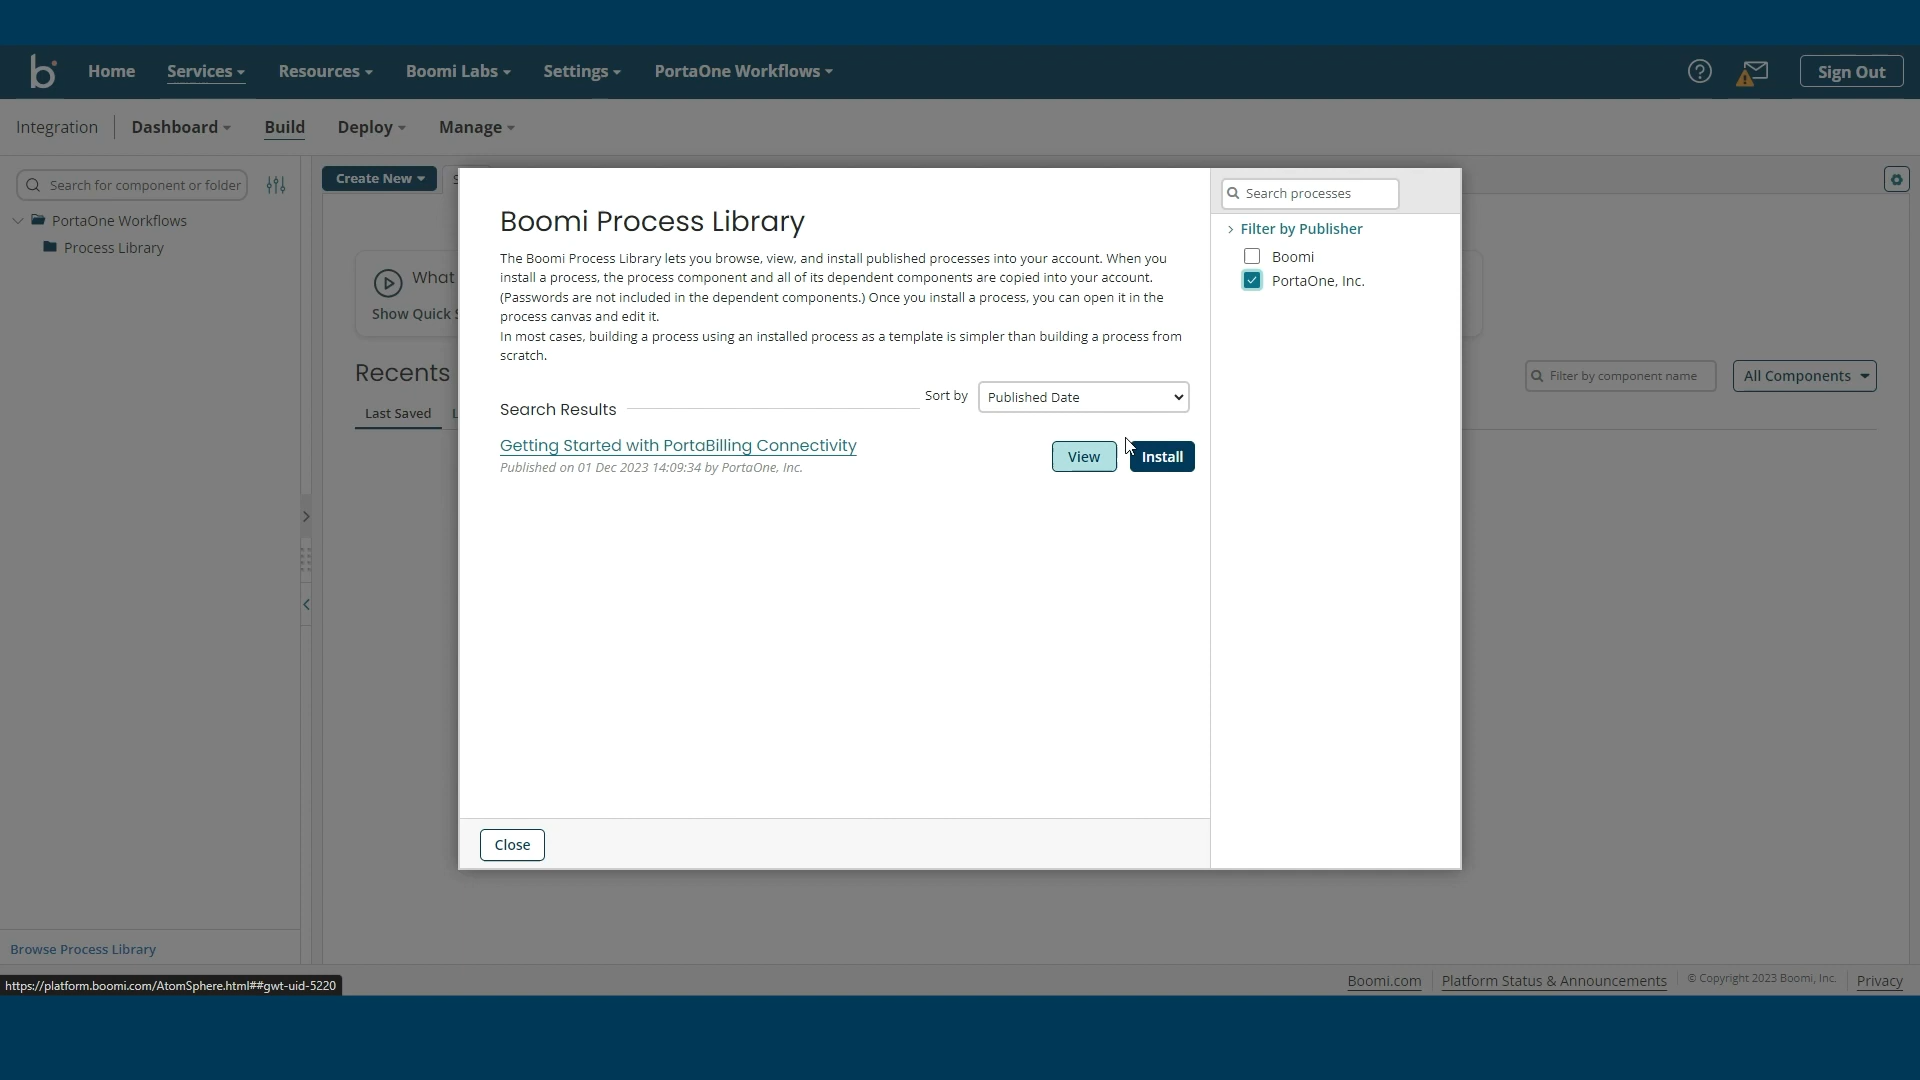 b
Home
Services
Resources
Boomi Labs
Settings
PortaOne Workflows
Sign Out
Integration
Dashboard
Build
Deploy
Manage
Search for component or folder
PortaOne Workflows
Process Library
Create New
What
Show Quick
Recents
Last Saved
Filter by component name
All Components
Boomi Process Library
The Boomi Process Library lets you browse, view, and install published processes into your account. When you
install a process, the process component and all of its dependent components are copied into your account.
(Passwords are not included in the dependent components.) Once you install a process, you can open it in the
process canvas and edit it.
In most cases, building a process using an installed process as a template is simpler than building a process from
scratch.
Sort by
Published Date
Search Results
Getting Started with PortaBilling Connectivity
Published on 01 Dec 2023 14:09:34 by PortaOne, Inc.
View
Install
Close
Search processes
Filter by Publisher
Boomi
PortaOne, Inc.
Browse Process Library
https://platform.boomi.com/AtomSphere.html##gwt-uid-5220
Boomi.com
Platform Status & Announcements
© Copyright 2023 Boomi, Inc.
Privacy